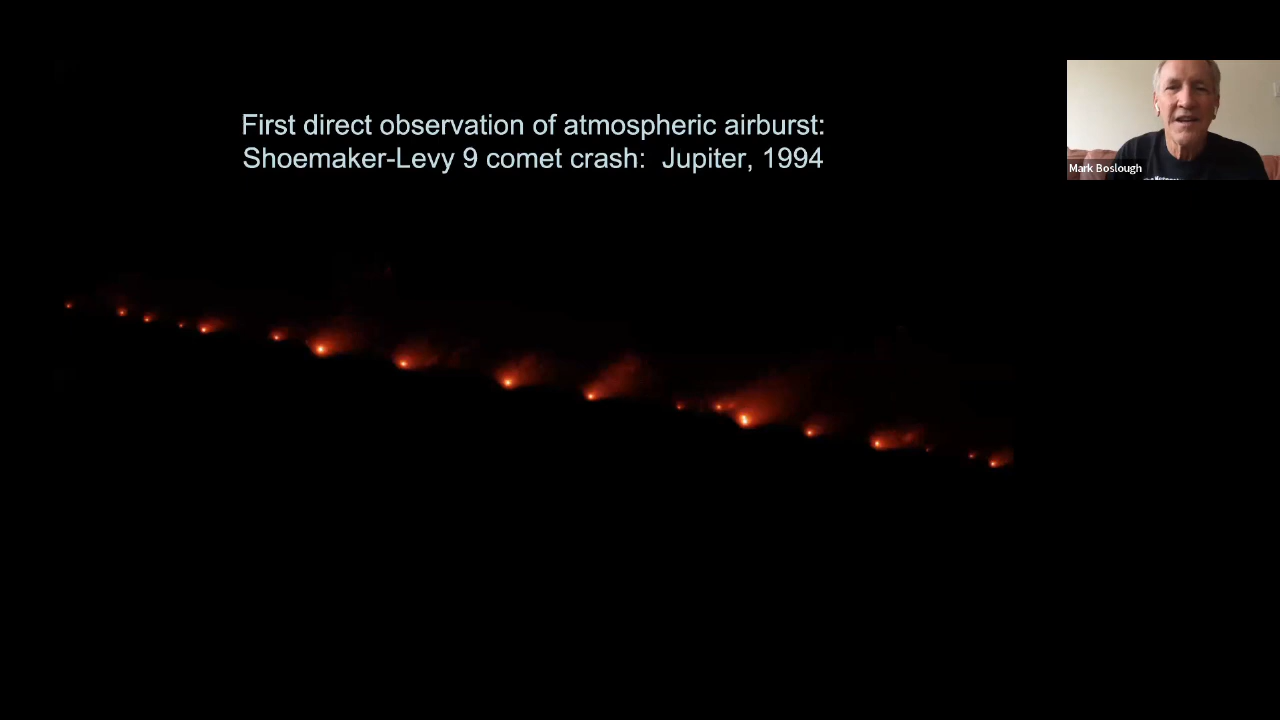 First direct observation of atmospheric airburst:
Shoemaker-Levy 9 comet crash:  Jupiter, 1994
Mark Boslough